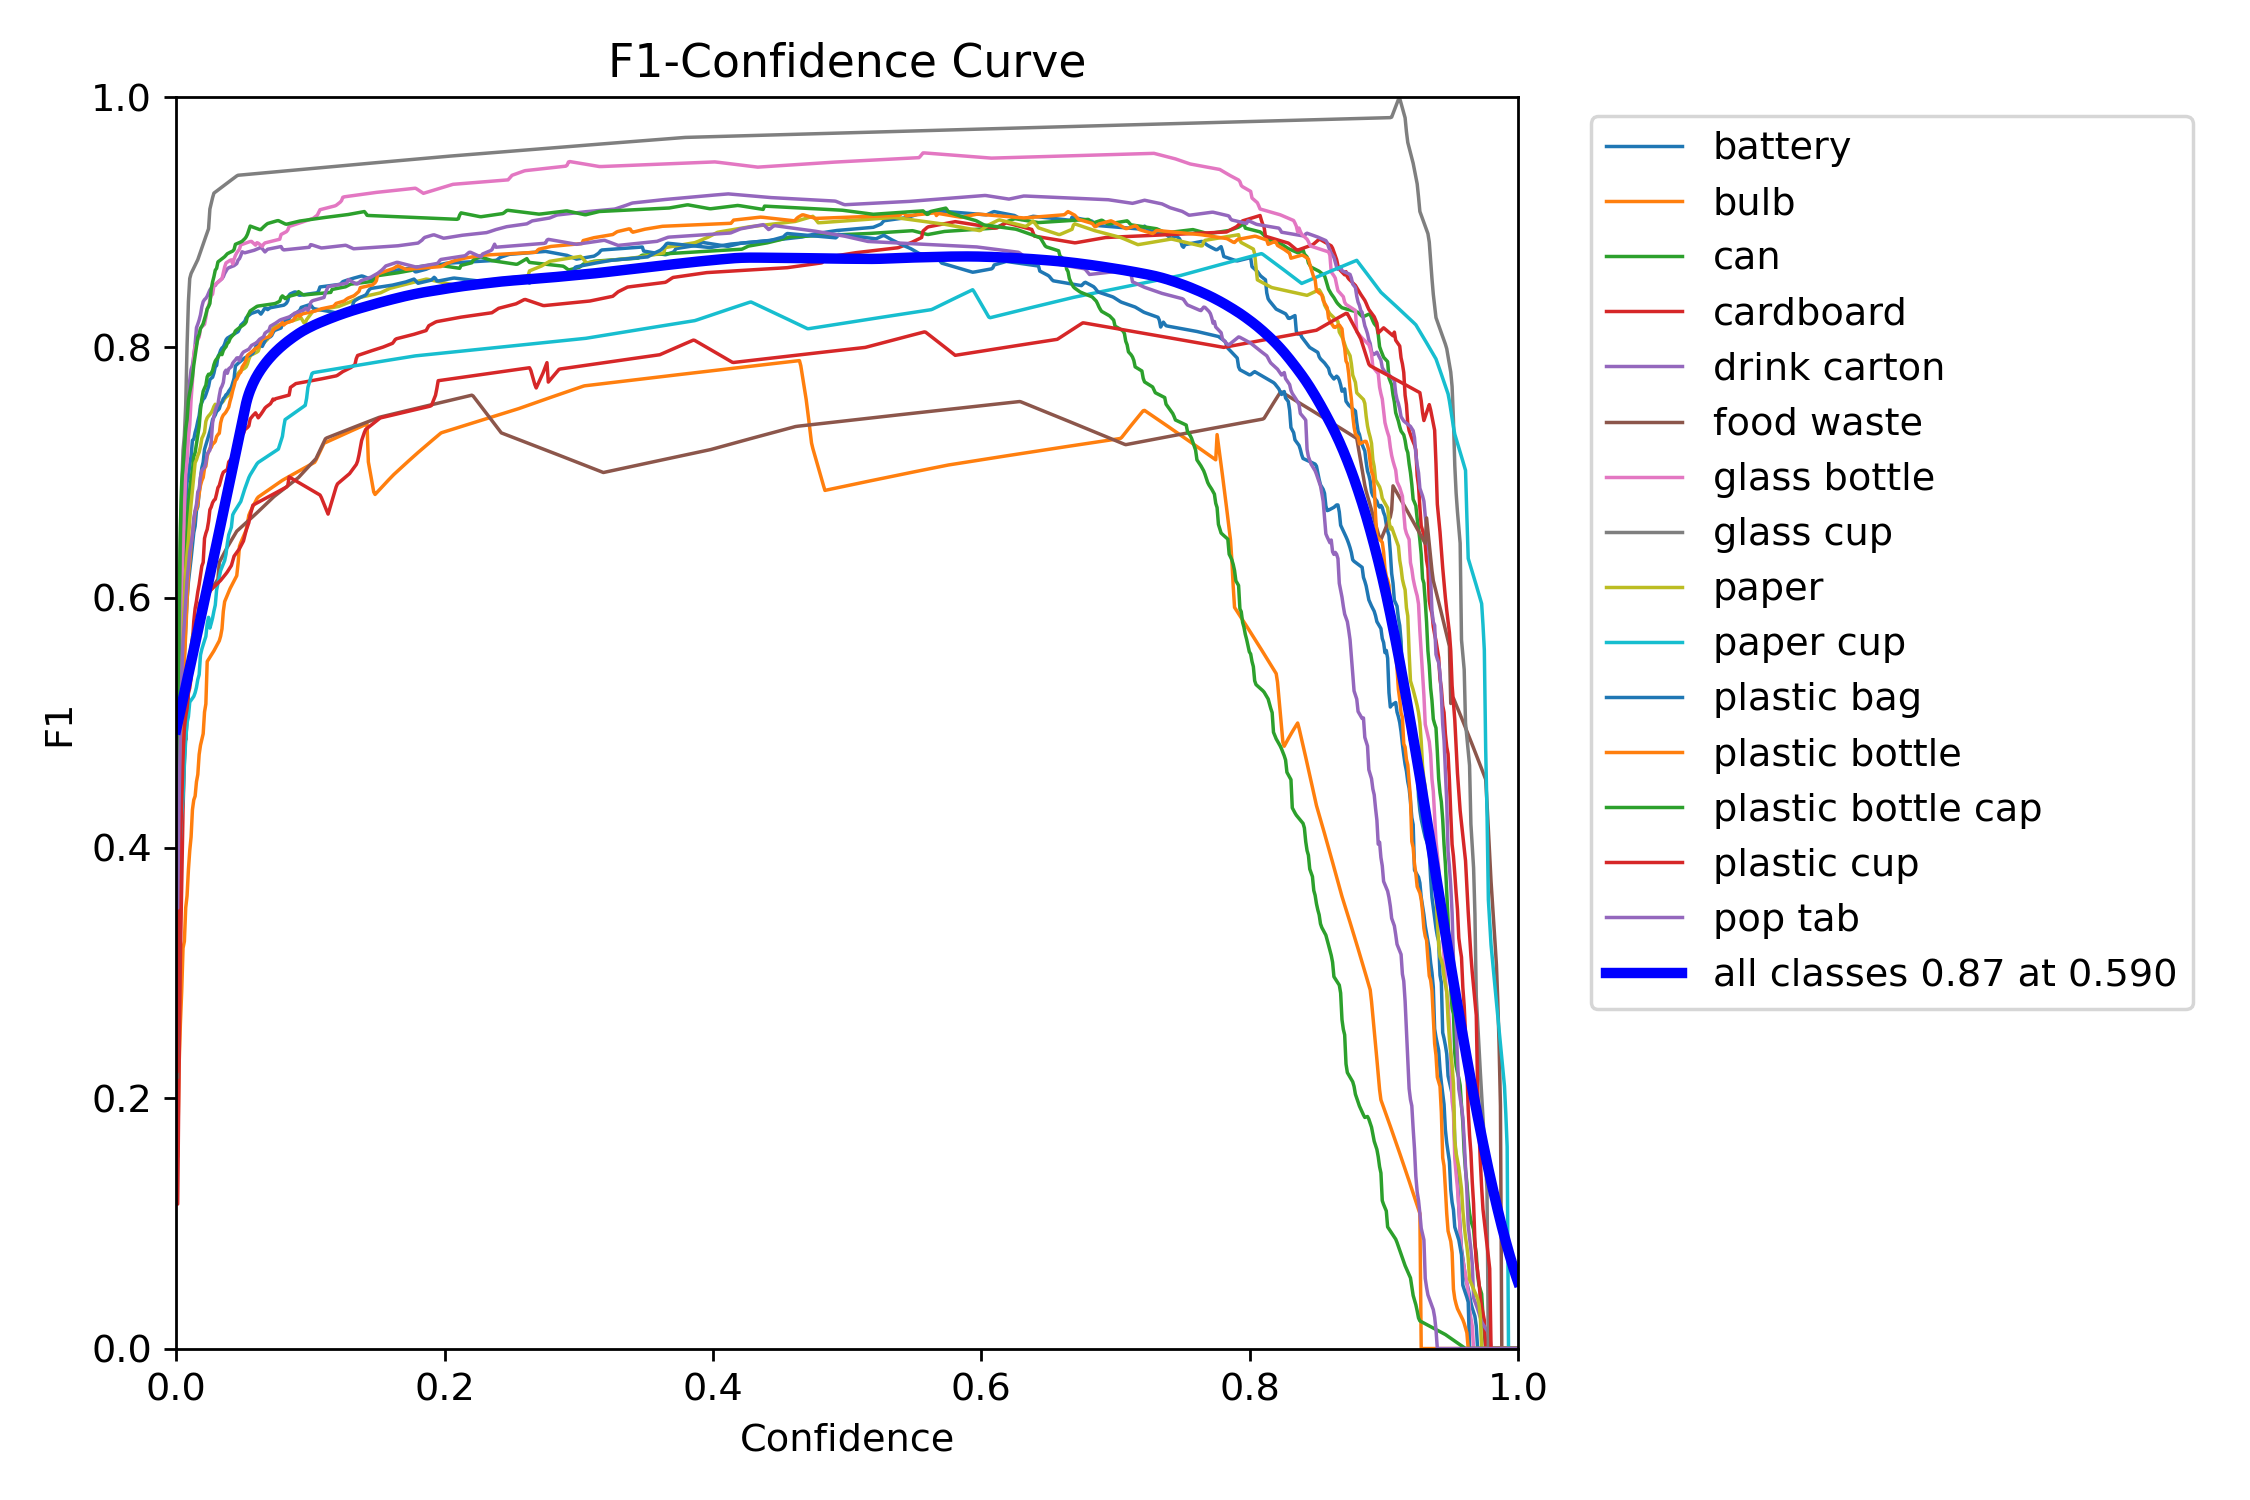 F1-Confidence Curve
1.0
0.8
0.6
0.4
0.2
0.0
F1
0.0 0.2 0.4 0.6 0.8 1.0
Confidence
battery
bulb
can
cardboard
drink carton
food waste
glass bottle
glass cup
paper
paper cup
plastic bag
plastic bottle
plastic bottle cap
plastic cup
pop tab
all classes 0.87 at 0.590